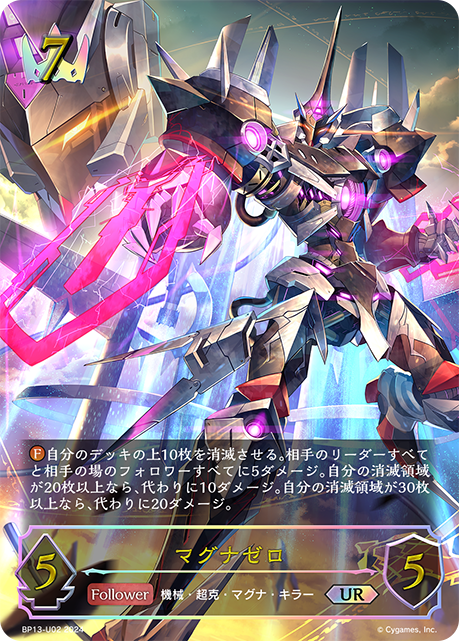 7
F 自分のデッキの上10枚を消滅させる。相手のリーダーすべて
と相手の場のフォロワーすべてに5ダメージ。自分の消滅領域
が20枚以上なら、代わりに10ダメージ。自分の消滅領域が30枚
以上なら、代わりに20ダメージ。
マグナゼロ
5
Follower 機械・超克・マグナ・キラー UR
5
BP13-U02 2024
© Cygames, Inc.